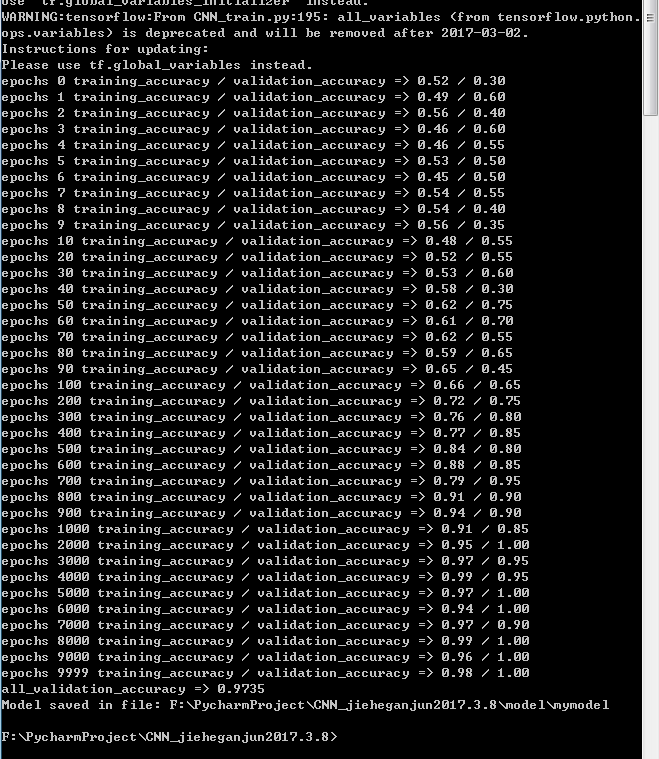 use 'tf.global_variables_initializer' instead.
WARNING:tensorflow:From CNN_train.py:195: all_variables (from tensorflow.python.
ops.variables) is deprecated and will be removed after 2017-03-02.
Instructions for updating:
Please use tf.global_variables instead.
epochs 0 training_accuracy / validation_accuracy => 0.52 / 0.30
epochs 1 training_accuracy / validation_accuracy => 0.49 / 0.60
epochs 2 training_accuracy / validation_accuracy => 0.56 / 0.40
epochs 3 training_accuracy / validation_accuracy => 0.46 / 0.60
epochs 4 training_accuracy / validation_accuracy => 0.46 / 0.55
epochs 5 training_accuracy / validation_accuracy => 0.53 / 0.50
epochs 6 training_accuracy / validation_accuracy => 0.45 / 0.50
epochs 7 training_accuracy / validation_accuracy => 0.54 / 0.55
epochs 8 training_accuracy / validation_accuracy => 0.54 / 0.40
epochs 9 training_accuracy / validation_accuracy => 0.56 / 0.35
epochs 10 training_accuracy / validation_accuracy => 0.48 / 0.55
epochs 20 training_accuracy / validation_accuracy => 0.52 / 0.55
epochs 30 training_accuracy / validation_accuracy => 0.53 / 0.60
epochs 40 training_accuracy / validation_accuracy => 0.58 / 0.30
epochs 50 training_accuracy / validation_accuracy => 0.62 / 0.75
epochs 60 training_accuracy / validation_accuracy => 0.61 / 0.70
epochs 70 training_accuracy / validation_accuracy => 0.62 / 0.55
epochs 80 training_accuracy / validation_accuracy => 0.59 / 0.65
epochs 90 training_accuracy / validation_accuracy => 0.65 / 0.45
epochs 100 training_accuracy / validation_accuracy => 0.66 / 0.65
epochs 200 training_accuracy / validation_accuracy => 0.72 / 0.75
epochs 300 training_accuracy / validation_accuracy => 0.76 / 0.80
epochs 400 training_accuracy / validation_accuracy => 0.77 / 0.85
epochs 500 training_accuracy / validation_accuracy => 0.84 / 0.80
epochs 600 training_accuracy / validation_accuracy => 0.88 / 0.85
epochs 700 training_accuracy / validation_accuracy => 0.79 / 0.95
epochs 800 training_accuracy / validation_accuracy => 0.91 / 0.90
epochs 900 training_accuracy / validation_accuracy => 0.94 / 0.90
epochs 1000 training_accuracy / validation_accuracy => 0.91 / 0.85
epochs 2000 training_accuracy / validation_accuracy => 0.95 / 1.00
epochs 3000 training_accuracy / validation_accuracy => 0.97 / 0.95
epochs 4000 training_accuracy / validation_accuracy => 0.99 / 0.95
epochs 5000 training_accuracy / validation_accuracy => 0.97 / 1.00
epochs 6000 training_accuracy / validation_accuracy => 0.94 / 1.00
epochs 7000 training_accuracy / validation_accuracy => 0.97 / 0.90
epochs 8000 training_accuracy / validation_accuracy => 0.99 / 1.00
epochs 9000 training_accuracy / validation_accuracy => 0.96 / 1.00
epochs 9999 training_accuracy / validation_accuracy => 0.98 / 1.00
all_validation_accuracy => 0.9735
Model saved in file: F:\PycharmProject\CNN_jieheganjun2017.3.8\model\mymodel
F:\PycharmProject\CNN_jieheganjun2017.3.8>